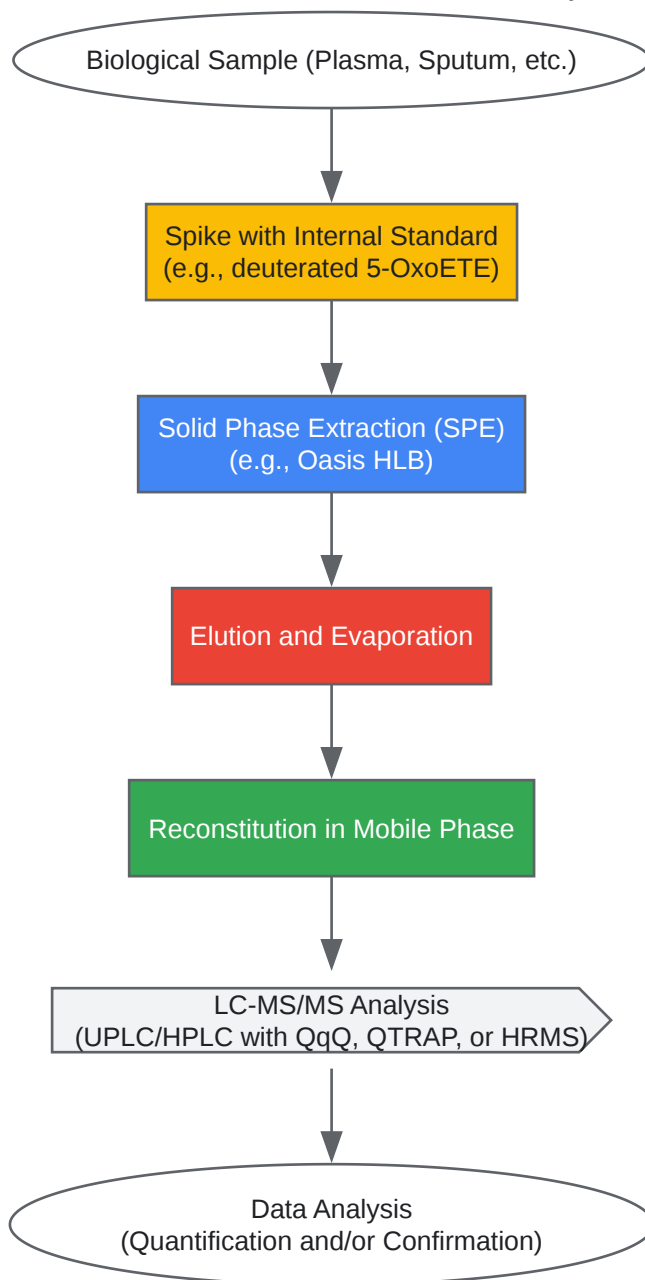 Biological Sample (Plasma, Sputum, etc.)
Spike with Internal Standard
(e.g., deuterated 5-OxoETE)
Solid Phase Extraction (SPE)
(e.g., Oasis HLB)
Elution and Evaporation
Reconstitution in Mobile Phase
LC-MS/MS Analysis
(UPLC/HPLC with QqQ, QTRAP, or HRMS)
Data Analysis
(Quantification and/or Confirmation)